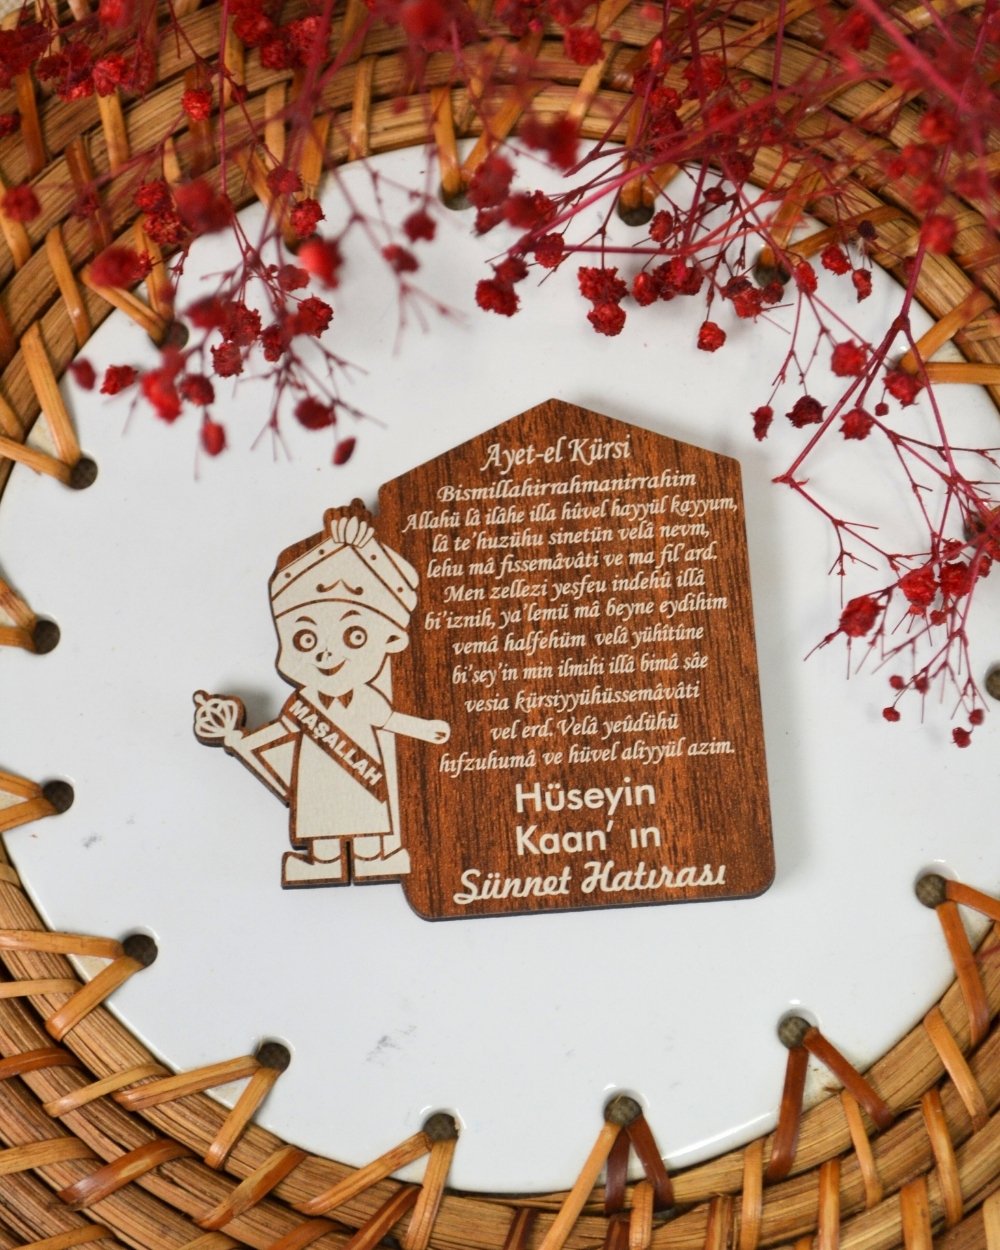 Ayet-el Kürsi
Bismillahirrahmanirrahim
Allahü lâ ilâhe illa hüvel hayyül kayyum,
lâ te'huzühu sinetün velâ nevm,
lehu mâ fissemâvâti ve ma fil'ard.
Men zellezi yeşfeu indehû illâ
bi'iznih, ya'lemü mâ beyne eydihim
vemâ halfehüm velâ yühîtûne
bi'sey'in min ilmihi illâ bimâ sâe
vesia kürsiyyühüssemâvâti
vel erd. Velâ yeûdühü
hıfzuhumâ ve hüvel aliyyül azim.
Hüseyin
Kaan' ın
Sünnet Hatırası
MAŞALLAH